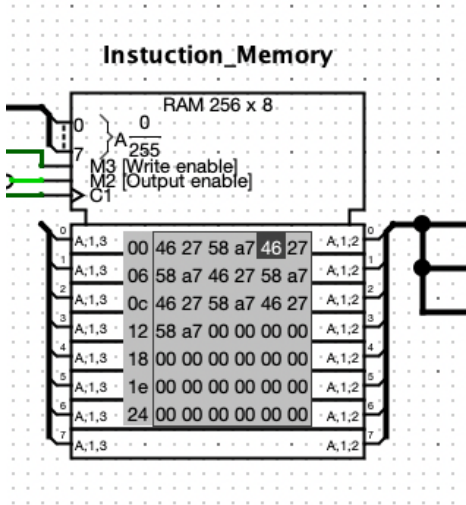 Instuction_Memory
RAM 256 x 8
0
7
A
0
255
M3 [Write enable]
M2 [Output enable]
C1
0 A,1,3 00 46 27 58 a7 46 27 A,1,2 0
1 A,1,3 06 58 a7 46 27 58 a7 A,1,2 1
2 A,1,3 0c 46 27 58 a7 46 27 A,1,2 2
3 A,1,3 12 58 a7 00 00 00 00 A,1,2 3
4 A,1,3 18 00 00 00 00 00 00 A,1,2 4
5 A,1,3 1e 00 00 00 00 00 00 A,1,2 5
6 A,1,3 24 00 00 00 00 00 00 A,1,2 6
7 A,1,3 A,1,2 7